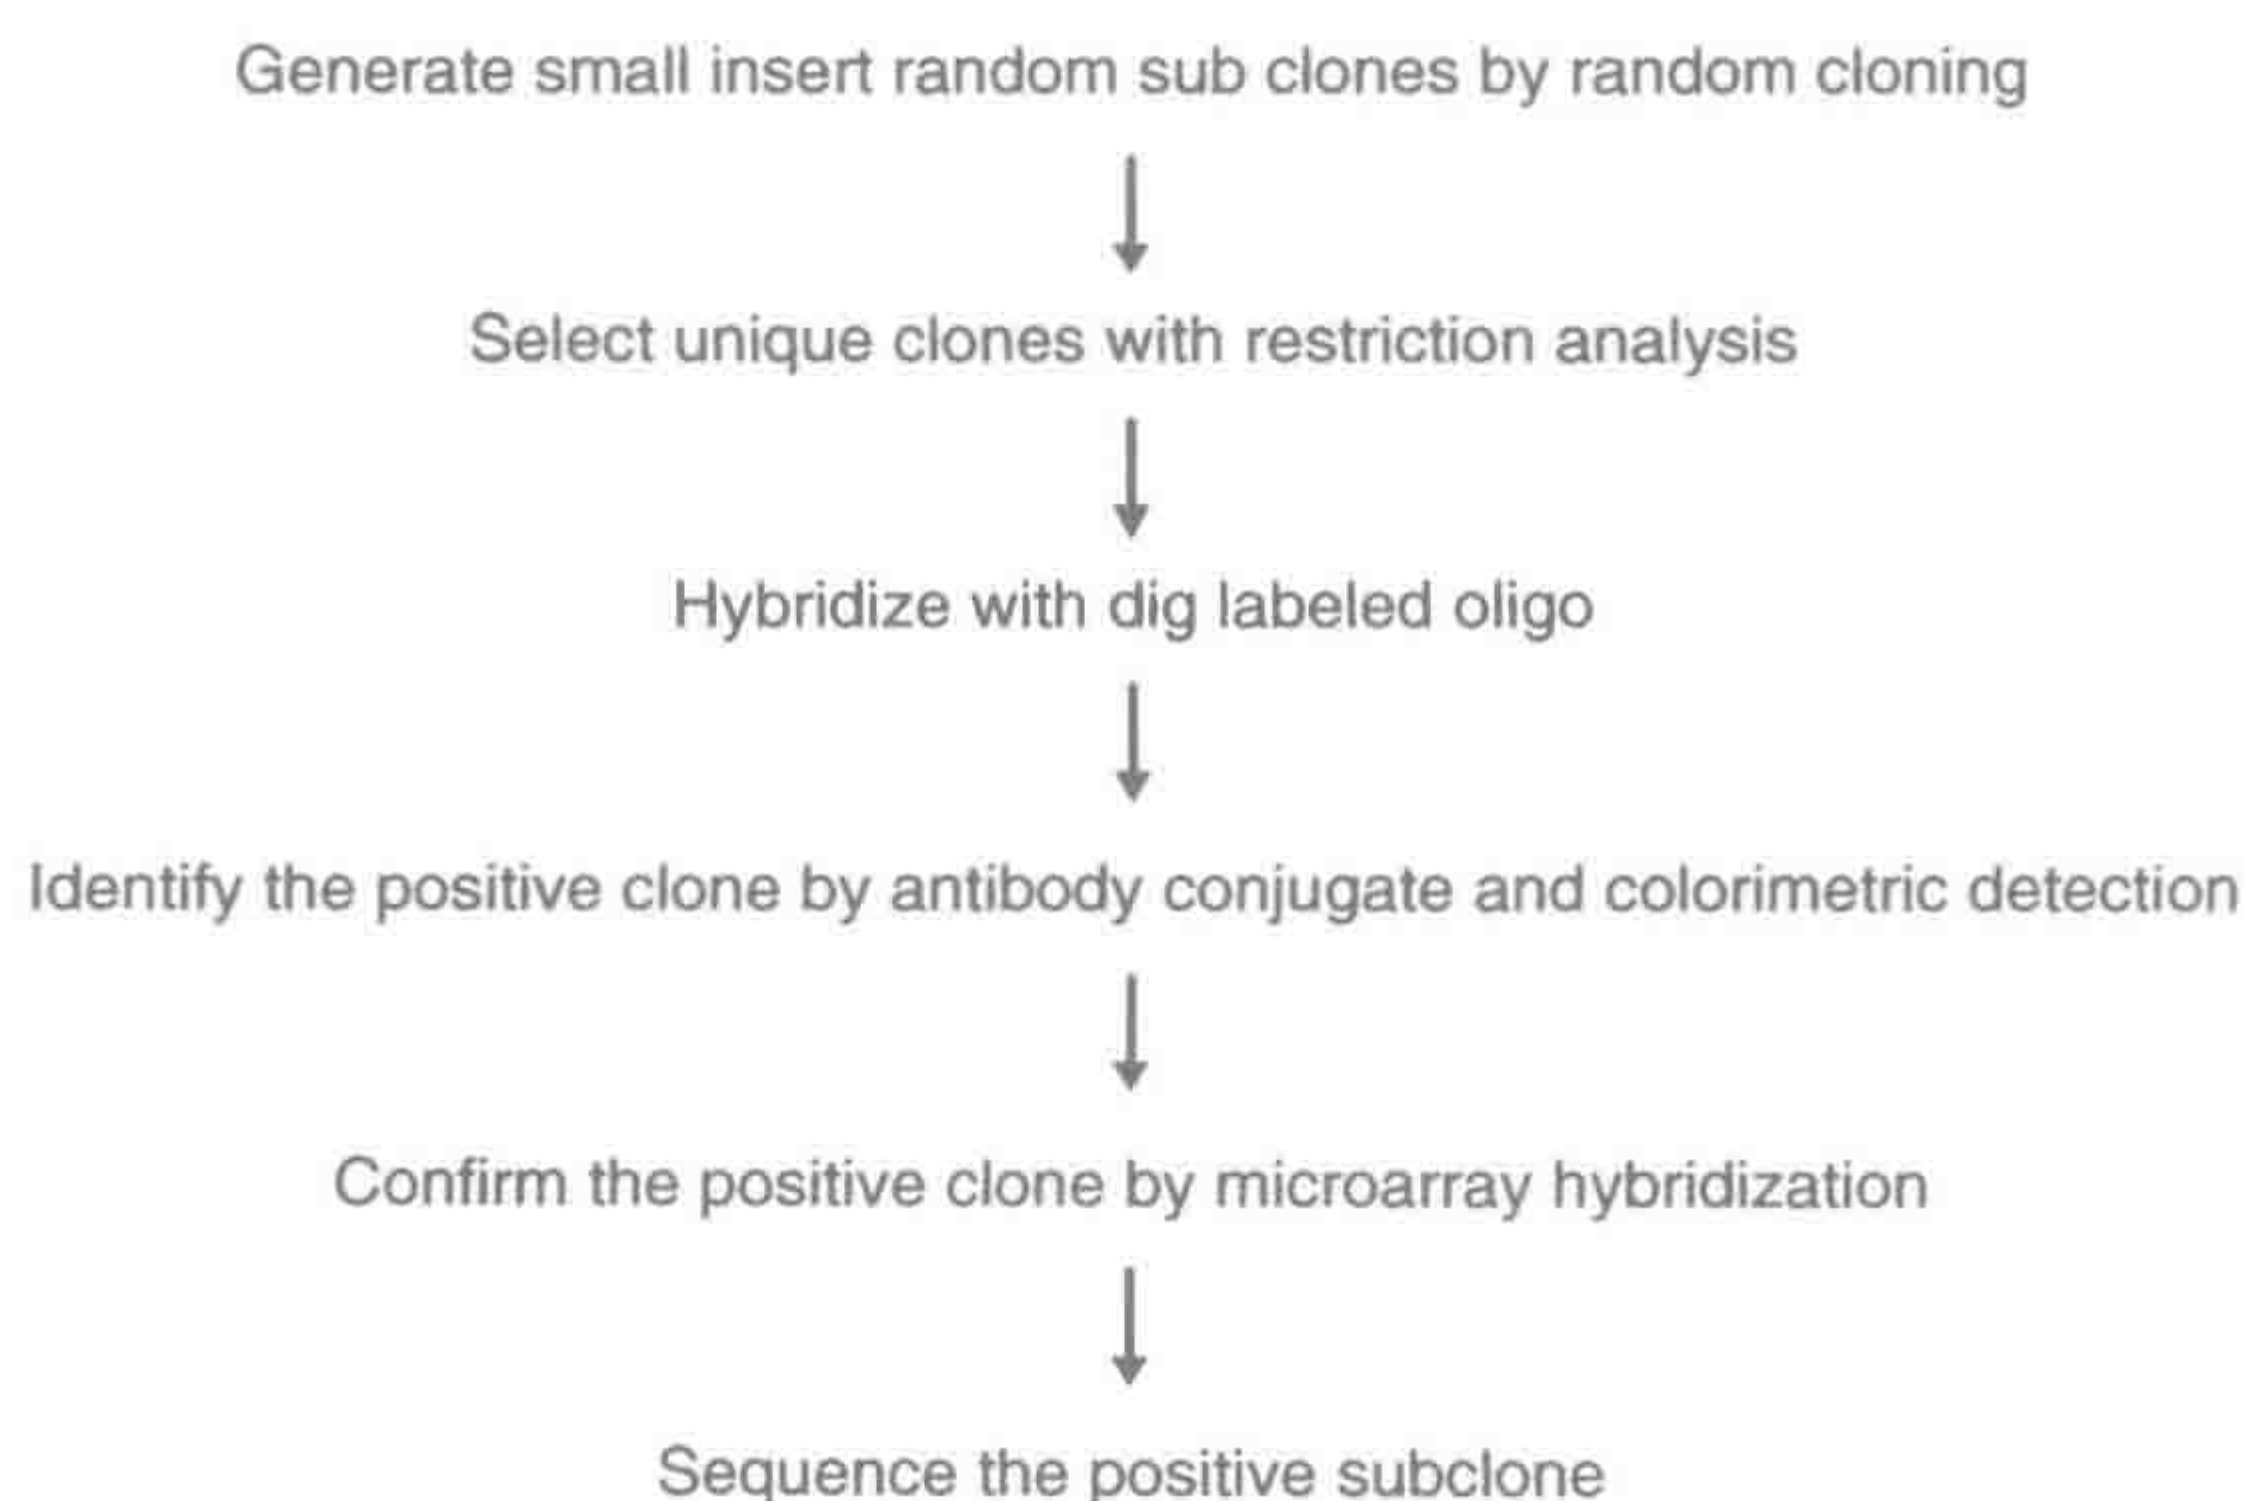 Generate small insert random sub clones by random cloning
Select unique clones with restriction analysis
Hybridize with dig labeled oligo
Identify the positive clone by antibody conjugate and colorimetric detection
Confirm the positive clone by microarray hybridization
Sequence the positive subclone